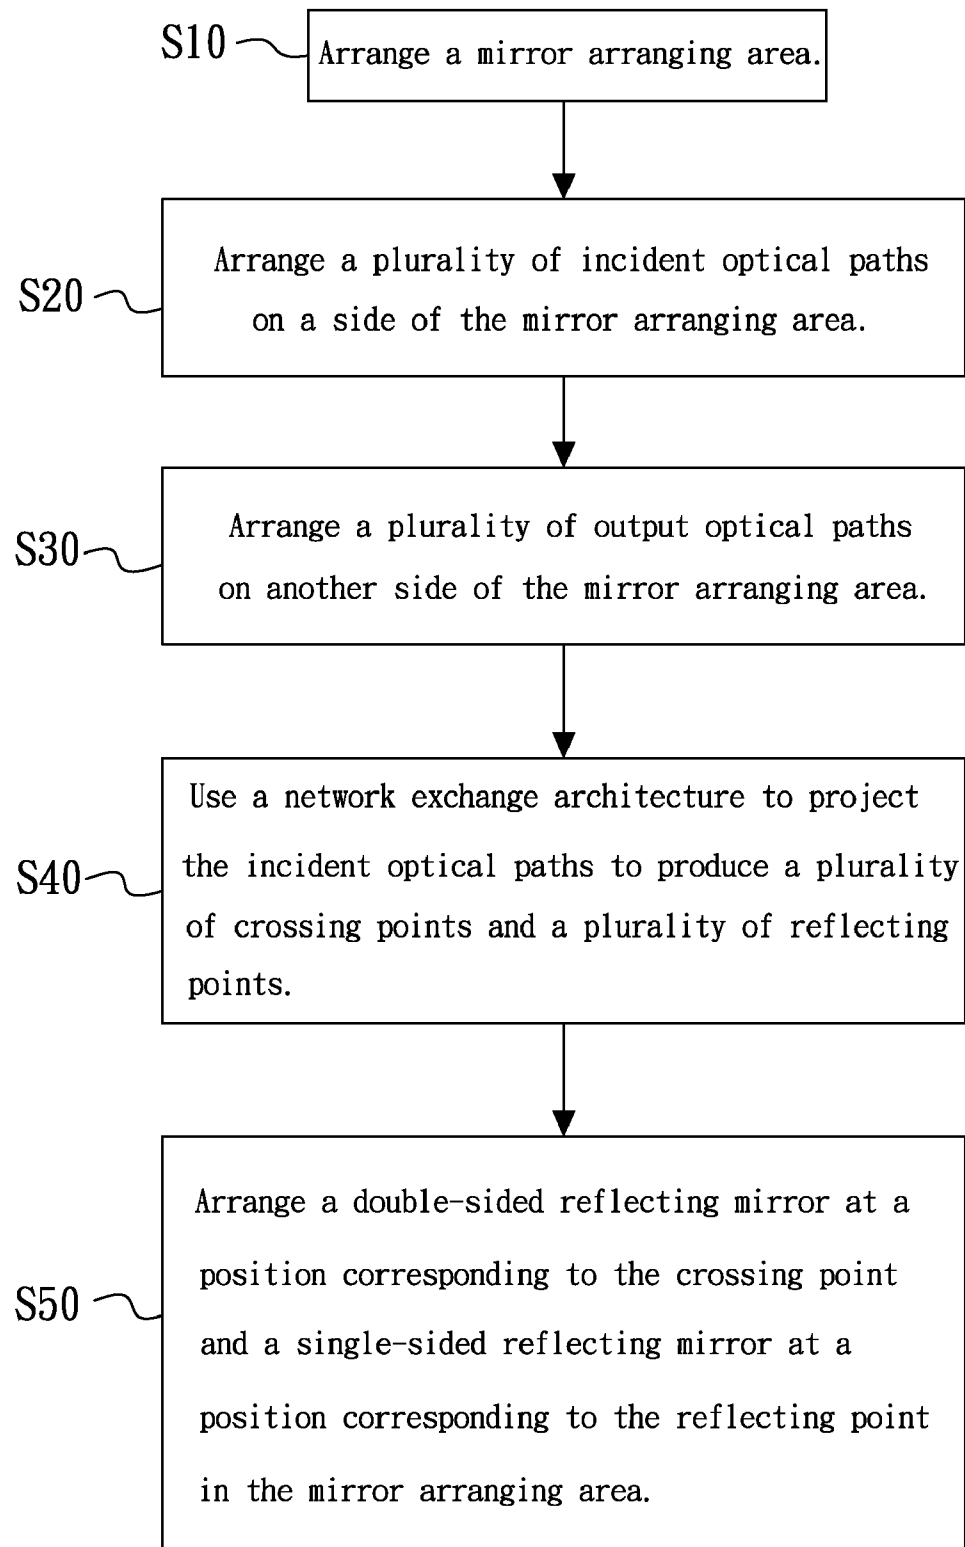 S10
Arrange a mirror arranging area.
S20
Arrange a plurality of incident optical paths
on a side of the mirror arranging area.
S30
Arrange a plurality of output optical paths
on another side of the mirror arranging area.
S40
Use a network exchange architecture to project
the incident optical paths to produce a plurality
of crossing points and a plurality of reflecting
points.
S50
Arrange a double-sided reflecting mirror at a
position corresponding to the crossing point
and a single-sided reflecting mirror at a
position corresponding to the reflecting point
in the mirror arranging area.